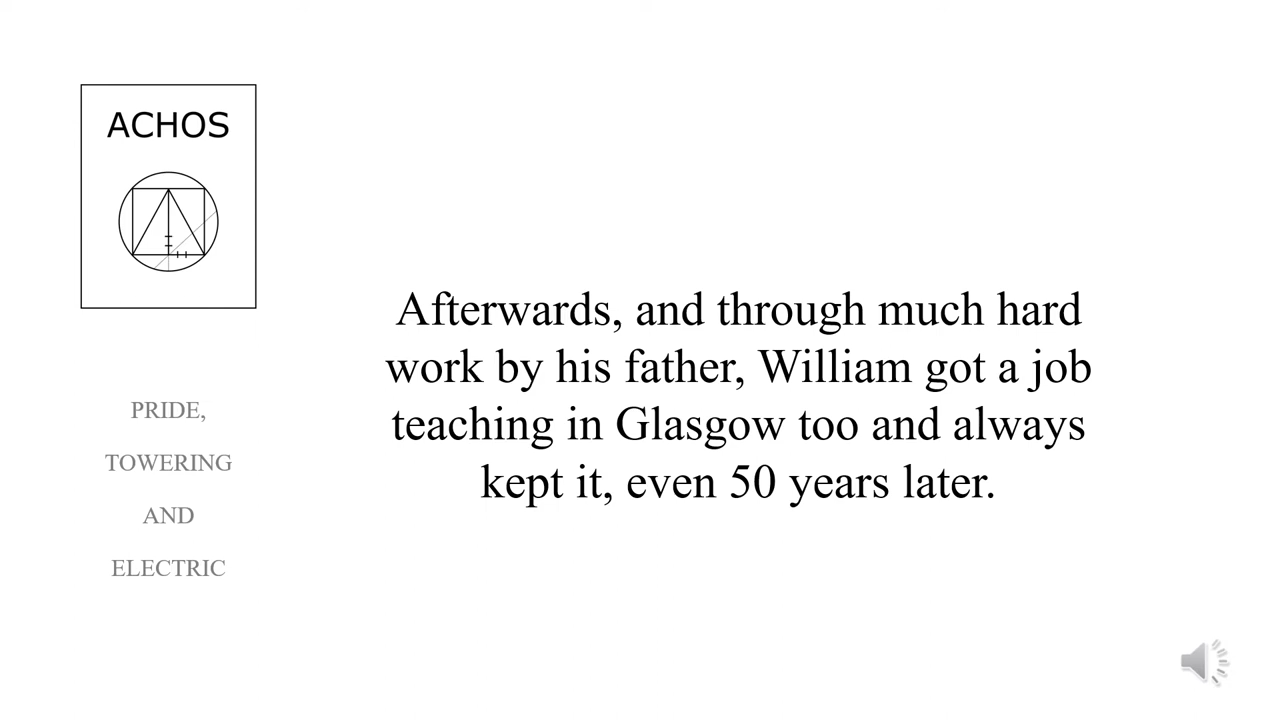 ACHOS
PRIDE,
TOWERING
AND
ELECTRIC
Afterwards, and through much hard
work by his father, William got a job
teaching in Glasgow too and always
kept it, even 50 years later.